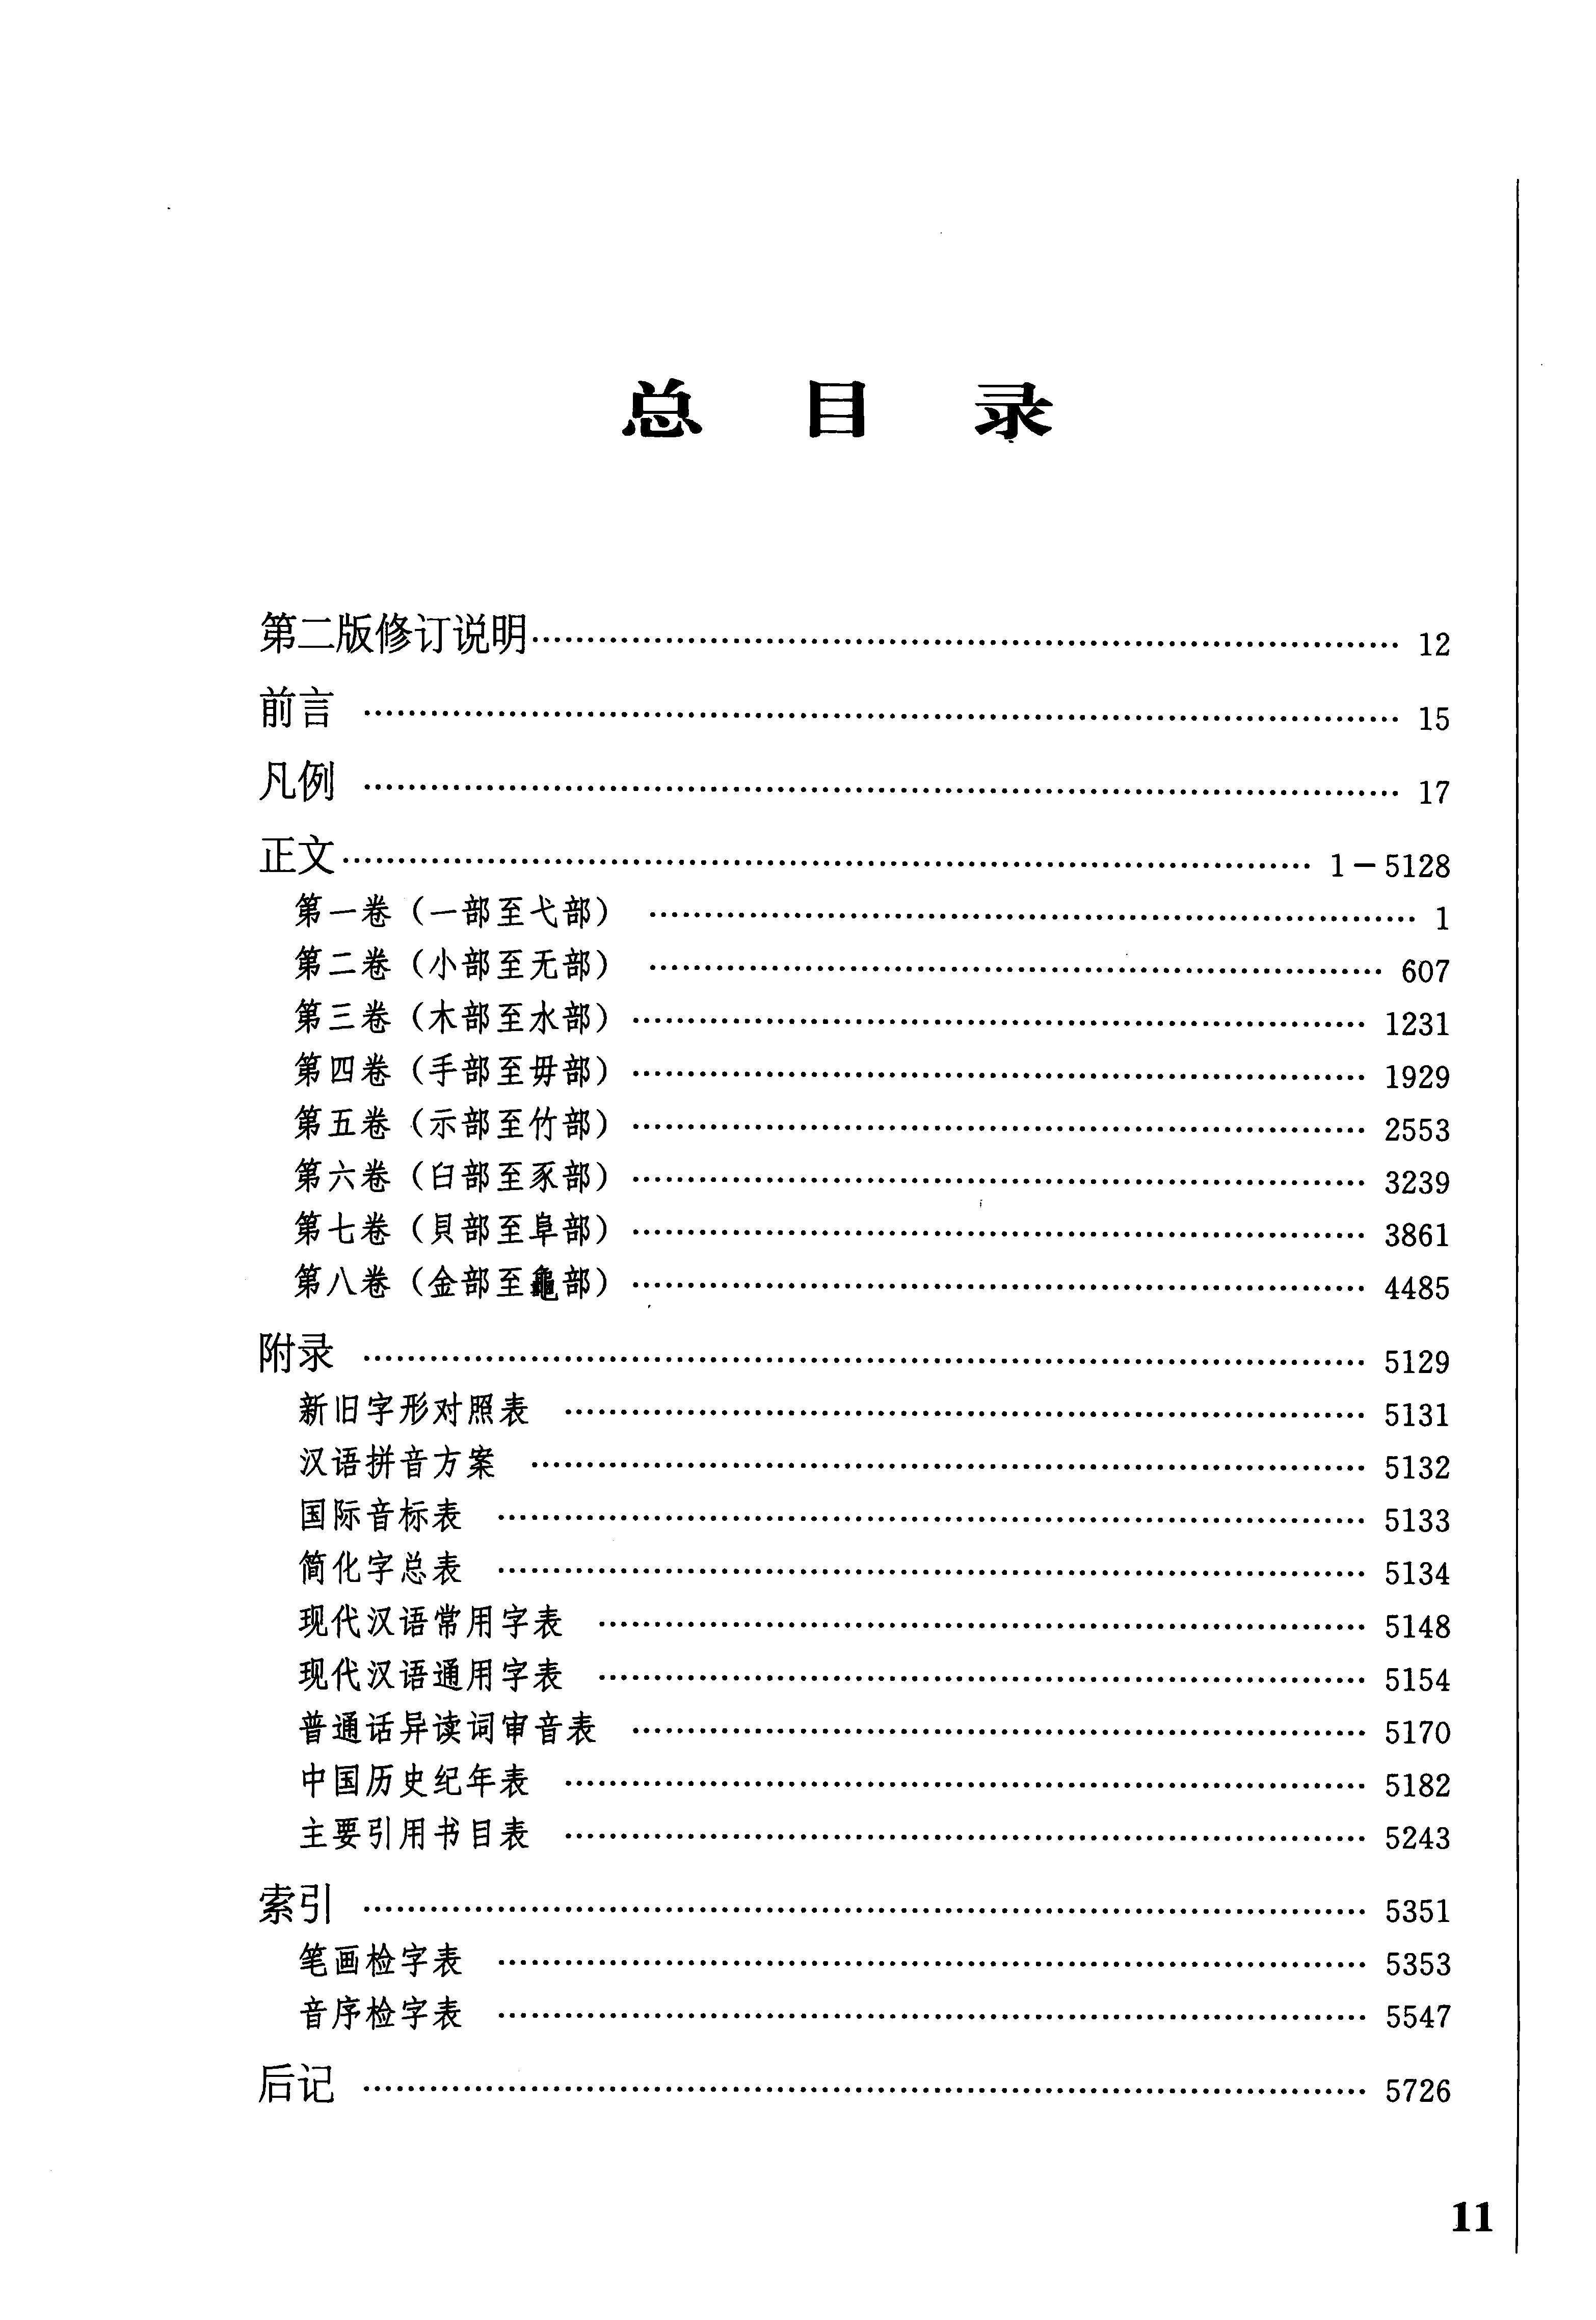 总 目 录
第二版修订说明…………………………………… 12
前言 …………………………………… 15
凡例 …………………………………… 17
正文…………………………………… 1－5128
第一卷（一部至弋部） …………………………………… 1
第二卷（小部至无部） …………………………………… 607
第三卷（木部至水部） …………………………………… 1231
第四卷（手部至毋部） …………………………………… 1929
第五卷（示部至竹部） …………………………………… 2553
第六卷（臼部至豕部） …………………………………… 3239
第七卷（貝部至阜部） …………………………………… 3861
第八卷（金部至龜部） …………………………………… 4485
附录 …………………………………… 5129
新旧字形对照表 …………………………………… 5131
汉语拼音方案 …………………………………… 5132
国际音标表 …………………………………… 5133
简化字总表 …………………………………… 5134
现代汉语常用字表 …………………………………… 5148
现代汉语通用字表 …………………………………… 5154
普通话异读词审音表 …………………………………… 5170
中国历史纪年表 …………………………………… 5182
主要引用书目表 …………………………………… 5243
索引 …………………………………… 5351
笔画检字表 …………………………………… 5353
音序检字表 …………………………………… 5547
后记 …………………………………… 5726
11